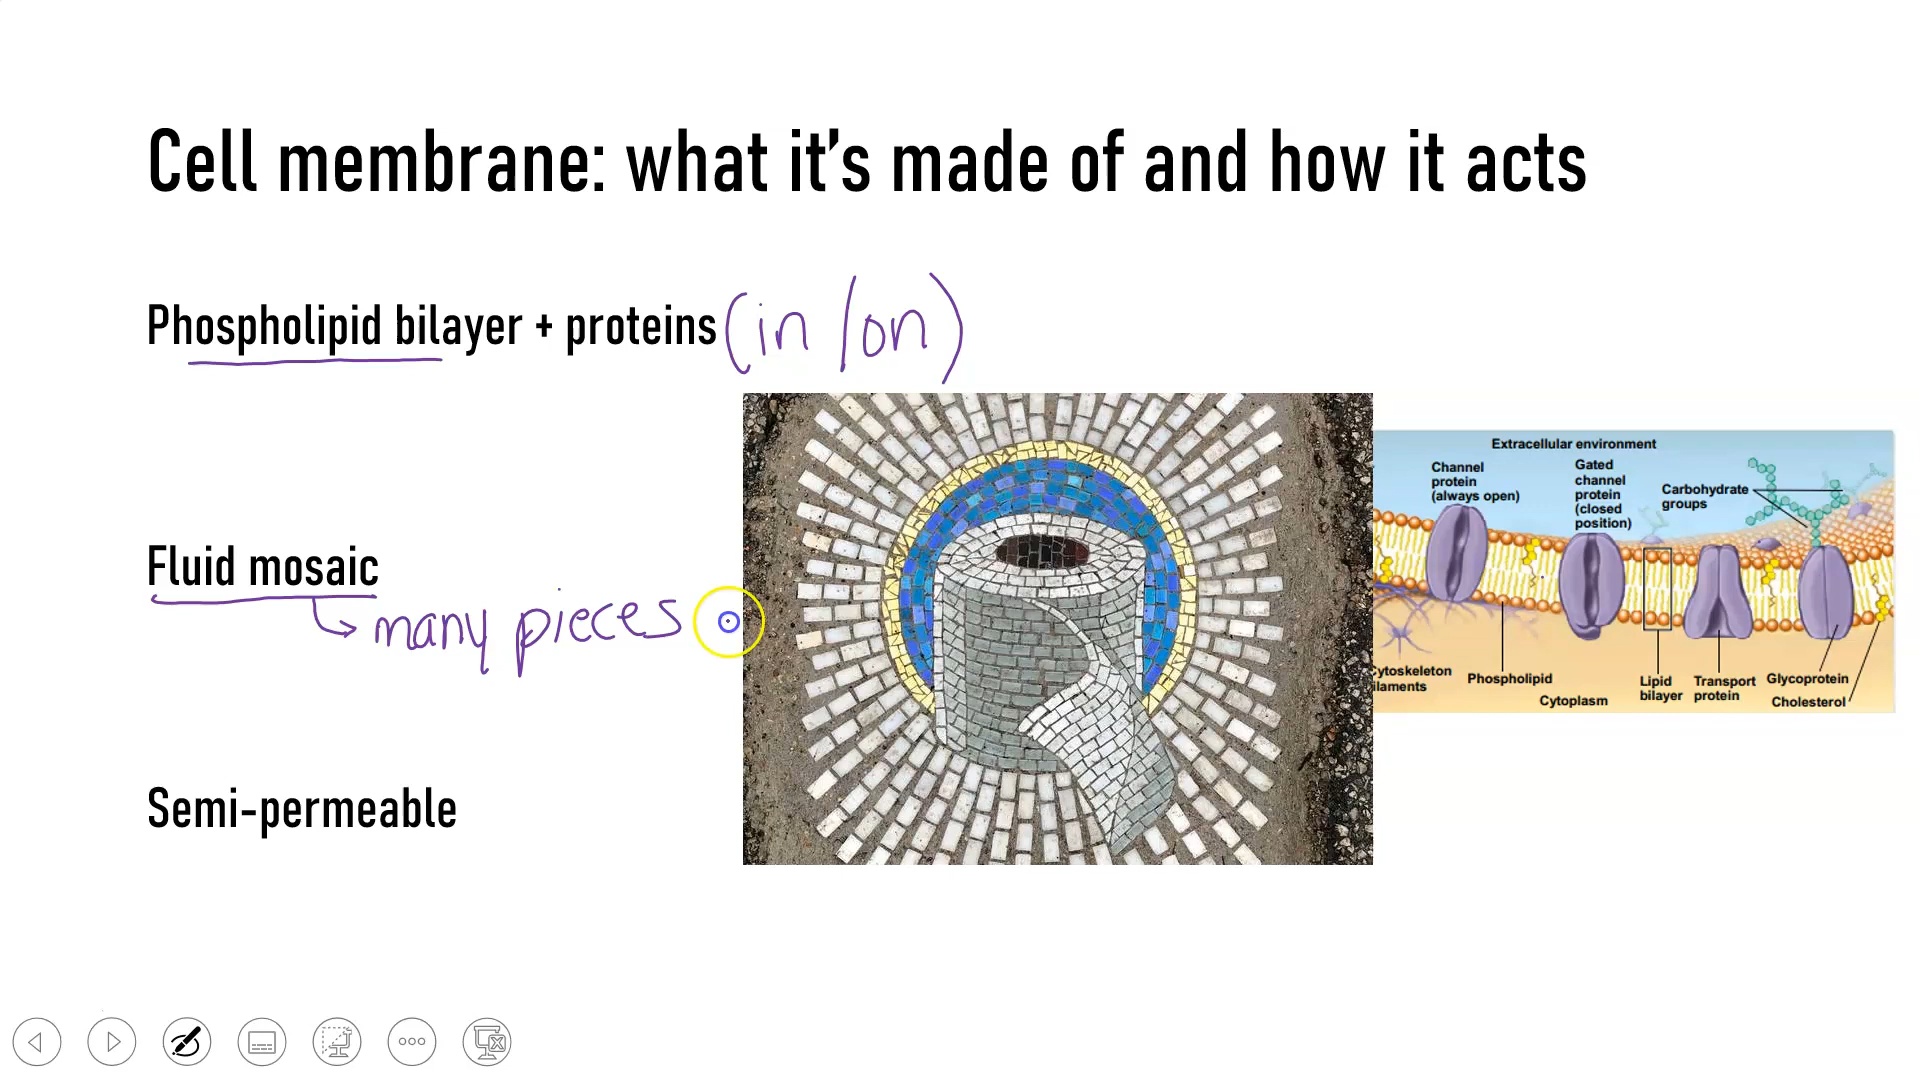 Cell membrane: what it's made of and how it acts
Phospholipid bilayer + proteins (in/on)
Fluid mosaic
many pieces
Semi-permeable
Extracellular environment
Channel
protein
(always open)
Gated
channel
protein
(closed
position)
Carbohydrate
groups
Cytoskeleton
filaments
Phospholipid
Cytoplasm
Lipid
bilayer
Transport
protein
Glycoprotein
Cholesterol